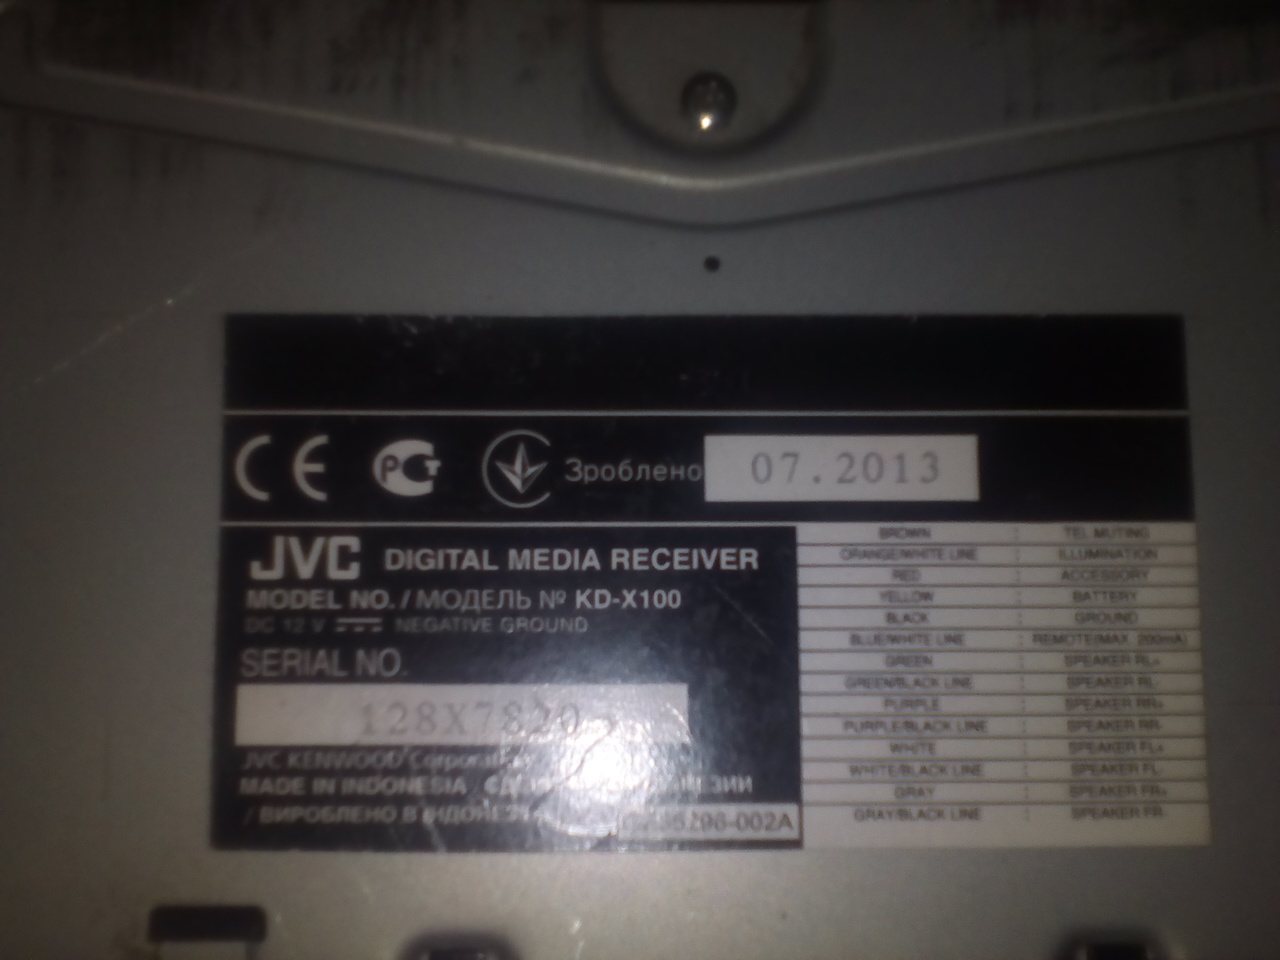 CE PCT Зроблено 07.2013
JVC DIGITAL MEDIA RECEIVER
MODEL NO. / МОДЕЛЬ № KD-X100
DC 12 V NEGATIVE GROUND
SERIAL NO.
128X7820
JVC KENWOOD Corporation
MADE IN INDONESIA
/ ВИРОБЛЕНО В
BROWN : TEL MUTING
ORANGE/WHITE LINE : ILLUMINATION
RED : ACCESSORY
YELLOW : BATTERY
BLACK : GROUND
BLUE/WHITE LINE : REMOTE(MAX. 200mA)
GREEN : SPEAKER RL+
GREEN/BLACK LINE : SPEAKER RL-
PURPLE : SPEAKER RR+
PURPLE/BLACK LINE : SPEAKER RR-
WHITE : SPEAKER FL+
WHITE/BLACK LINE : SPEAKER FL-
GRAY : SPEAKER FR+
GRAY/BLACK LINE : SPEAKER FR-